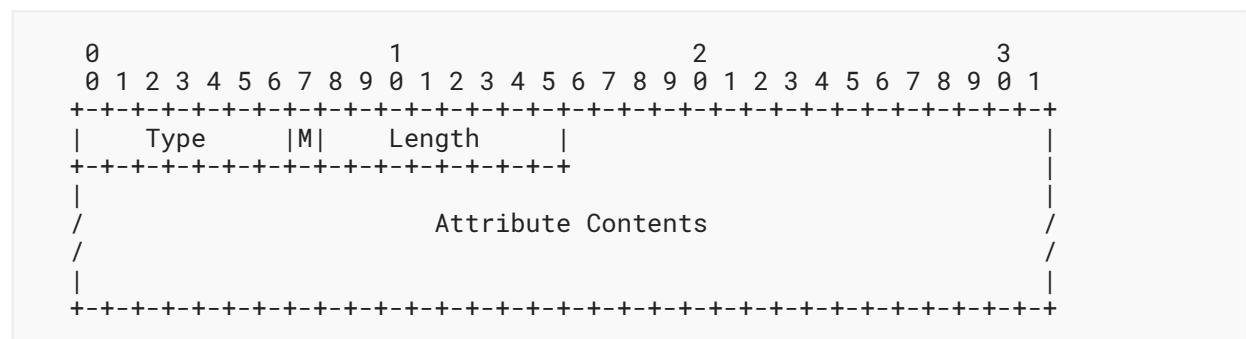 0                   1                   2                   3
 0 1 2 3 4 5 6 7 8 9 0 1 2 3 4 5 6 7 8 9 0 1 2 3 4 5 6 7 8 9 0 1
+-+-+-+-+-+-+-+-+-+-+-+-+-+-+-+-+-+-+-+-+-+-+-+-+-+-+-+-+-+-+-+-+
|    Type     |M|    Length     |                               |
+-+-+-+-+-+-+-+-+-+-+-+-+-+-+-+-+                               |
|                                                               |
/                       Attribute Contents                      /
/                                                               /
|                                                               |
+-+-+-+-+-+-+-+-+-+-+-+-+-+-+-+-+-+-+-+-+-+-+-+-+-+-+-+-+-+-+-+-+